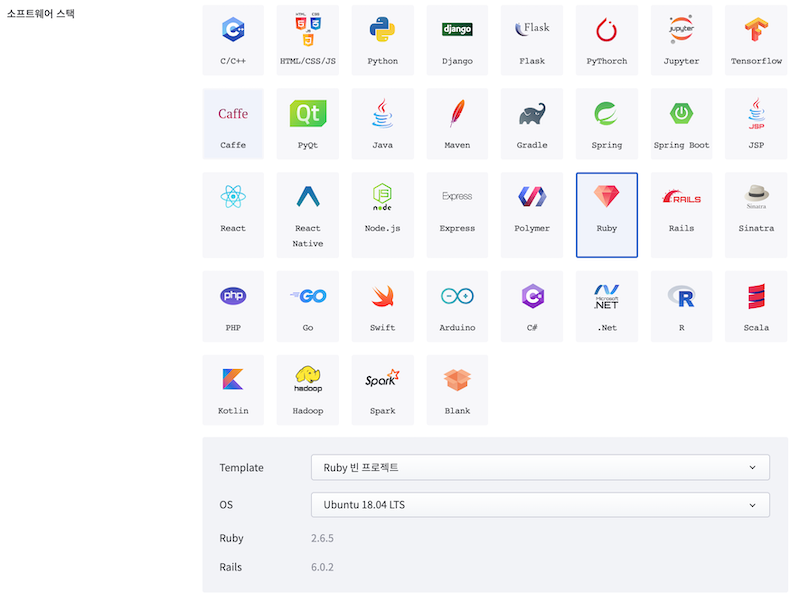 소프트웨어 스택
HTML CSS
JS
django
Flask
jupyter
C/C++ HTML/CSS/JS Python Django Flask PyThorch Jupyter Tensorflow
Caffe
Qt
Java
JSP
Caffe PyQt Java Maven Gradle Spring Spring Boot JSP
node
Express
RAILS
Sinatra
React React Native Node.js Express Polymer Ruby Rails Sinatra
php
GO
Microsoft
.NET
R
PHP Go Swift Arduino C# .Net R Scala
hadoop
Spark
Kotlin Hadoop Spark Blank
Template Ruby 빈 프로젝트
OS Ubuntu 18.04 LTS
Ruby 2.6.5
Rails 6.0.2